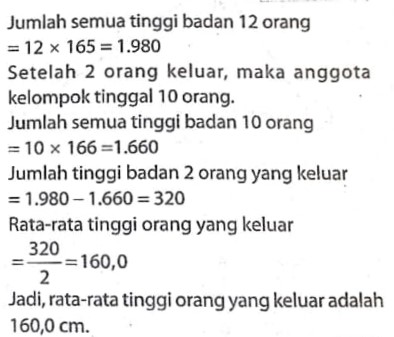 Jumlah semua tinggi badan 12 orang
= 12 × 165 = 1.980
Setelah 2 orang keluar, maka anggota
kelompok tinggal 10 orang.
Jumlah semua tinggi badan 10 orang
= 10 × 166 =1.660
Jumlah tinggi badan 2 orang yang keluar
= 1.980 – 1.660 = 320
Rata-rata tinggi orang yang keluar
= 320/2 = 160,0
Jadi, rata-rata tinggi orang yang keluar adalah
160,0 cm.